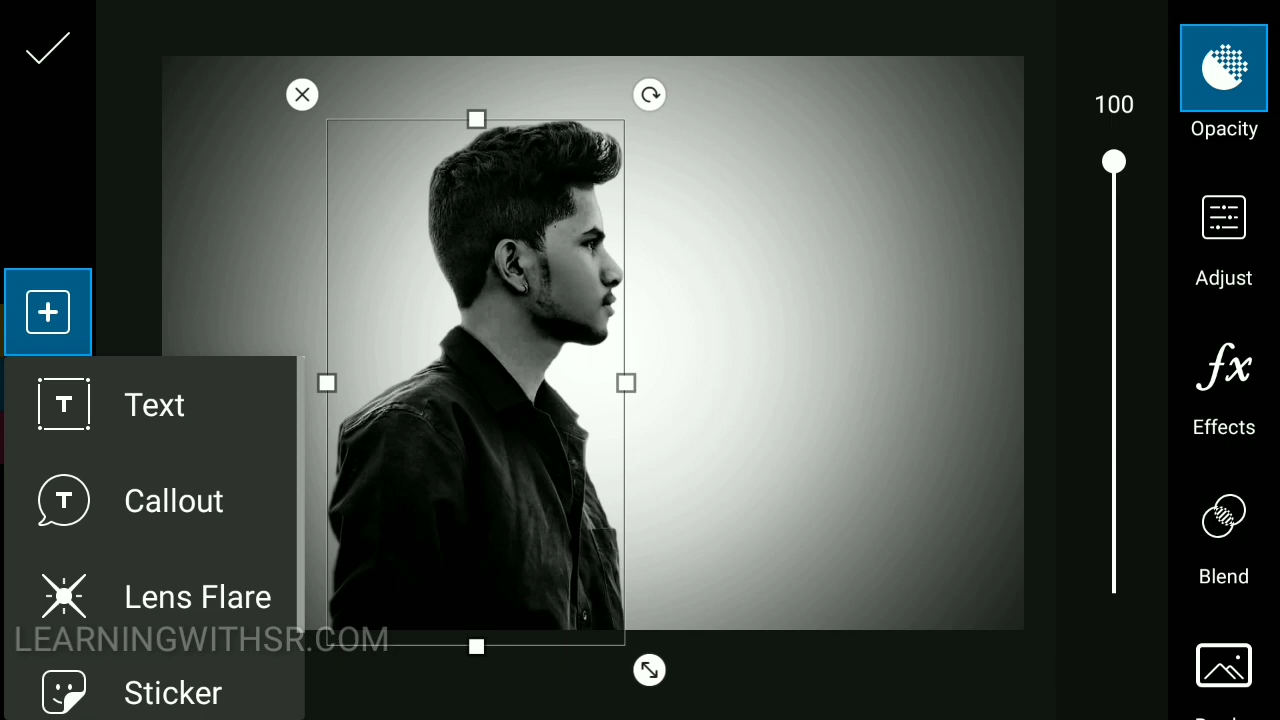 100
Opacity
Adjust
fx
Effects
Blend
T Text
T Callout
Lens Flare
LEARNINGWITHSR.COM
Sticker